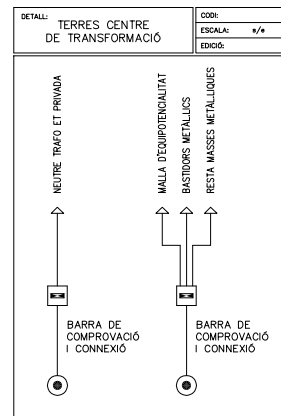 DETALL:
TERRES CENTRE
DE TRANSFORMACIÓ
CODI:
ESCALA: s/e
EDICIÓ:
NEUTRE TRAFO ET PRIVADA
MALLA D'EQUIPOTENCIALITAT
BASTIDORS METÀL.LICS
RESTA MASSES METÀL.LIQUES
BARRA DE
COMPROVACIÓ
I CONNEXIÓ
BARRA DE
COMPROVACIÓ
I CONNEXIÓ